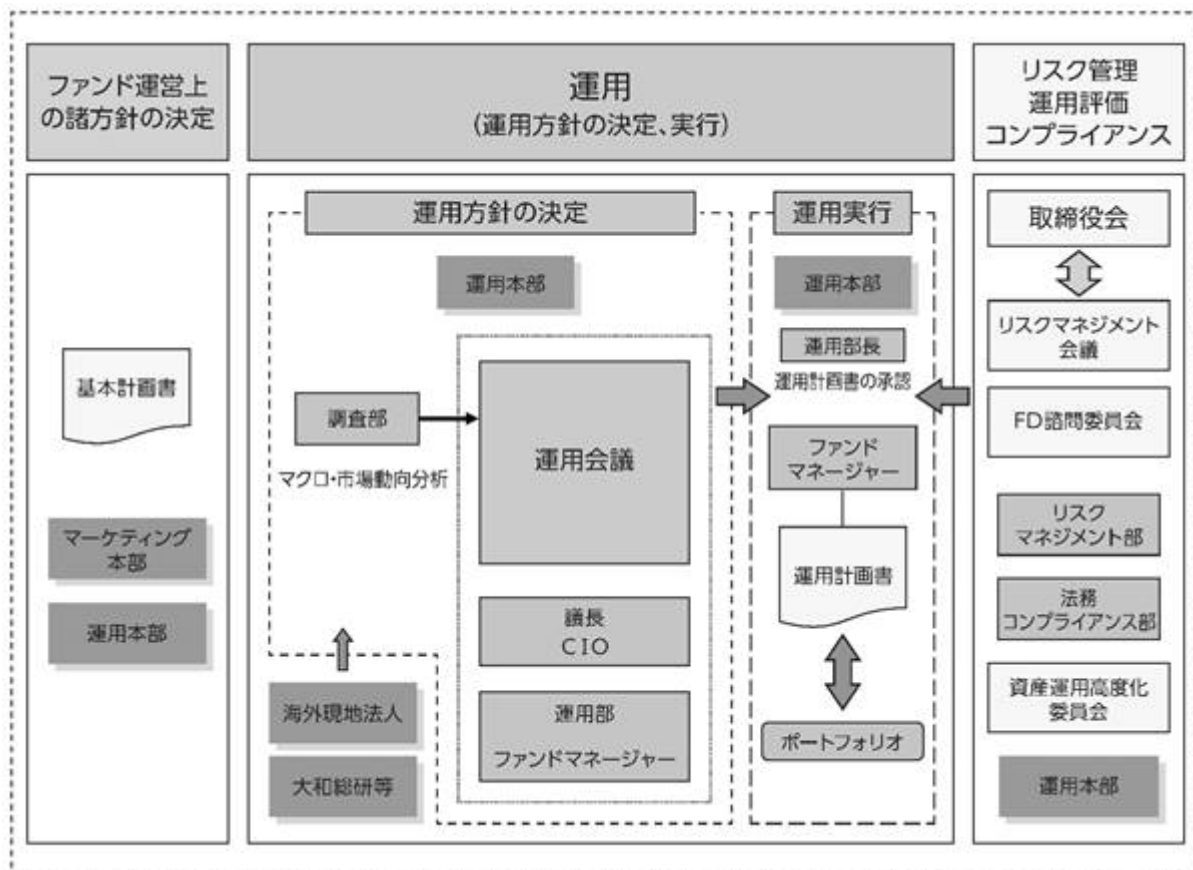 ファンド運営上
の諸方針の決定
運用
(運用方針の決定、実行)
リスク管理
運用評価
コンプライアンス
基本計画書
マーケティング
本部
運用本部
運用方針の決定
運用本部
調査部
マクロ・市場動向分析
運用会議
議長
CIO
運用部
ファンドマネージャー
海外現地法人
大和総研等
運用実行
運用本部
運用部長
運用計画書の承認
ファンド
マネージャー
運用計画書
ポートフォリオ
取締役会
リスクマネジメント
会議
FD諮問委員会
リスク
マネジメント部
法務
コンプライアンス部
資産運用高度化
委員会
運用本部